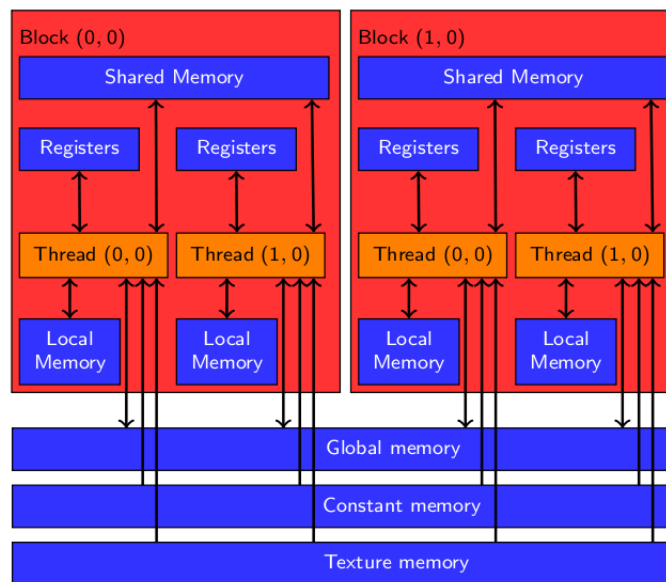 Block (0, 0)
Shared Memory
Registers
Registers
Thread (0, 0)
Thread (1, 0)
Local
Memory
Local
Memory
Block (1, 0)
Shared Memory
Registers
Registers
Thread (0, 0)
Thread (1, 0)
Local
Memory
Local
Memory
Global memory
Constant memory
Texture memory